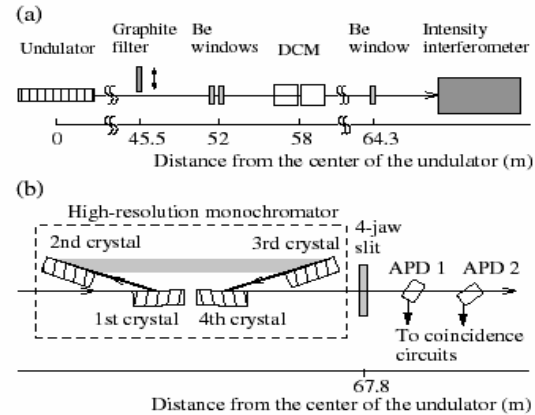 (a)
Graphite filter
Be windows
DCM
Be window
Intensity interferometer
Undulator
0
45.5
52
58
64.3
Distance from the center of the undulator (m)
(b)
High-resolution monochromator
2nd crystal
3rd crystal
4-jaw slit
APD 1
APD 2
1st crystal
4th crystal
To coincidence circuits
67.8
Distance from the center of the undulator (m)